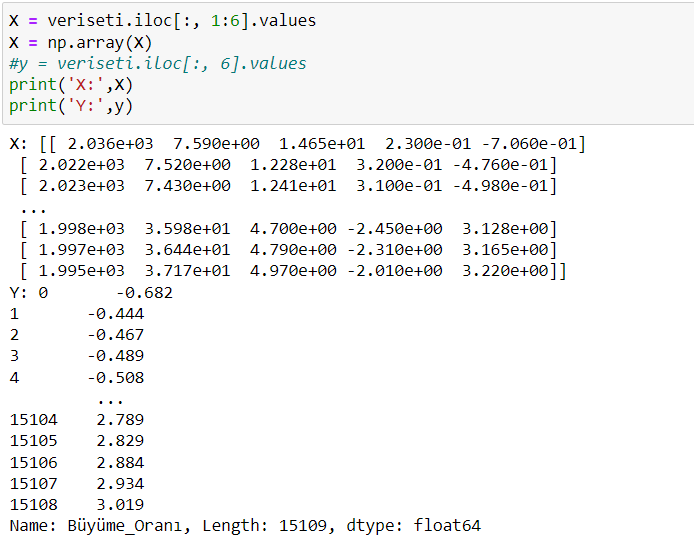 X = veriseti.iloc[:, 1:6].values
X = np.array(X)
#y = veriseti.iloc[:, 6].values
print('X:',X)
print('Y:',y)
X: [[ 2.036e+03  7.590e+00  1.465e+01  2.300e-01 -7.060e-01]
 [ 2.022e+03  7.520e+00  1.228e+01  3.200e-01 -4.760e-01]
 [ 2.023e+03  7.430e+00  1.241e+01  3.100e-01 -4.980e-01]
 ...
 [ 1.998e+03  3.598e+01  4.700e+00 -2.450e+00  3.128e+00]
 [ 1.997e+03  3.644e+01  4.790e+00 -2.310e+00  3.165e+00]
 [ 1.995e+03  3.717e+01  4.970e+00 -2.010e+00  3.220e+00]]
Y: 0       -0.682
1       -0.444
2       -0.467
3       -0.489
4       -0.508
         ...
15104    2.789
15105    2.829
15106    2.884
15107    2.934
15108    3.019
Name: Büyüme_Oranı, Length: 15109, dtype: float64